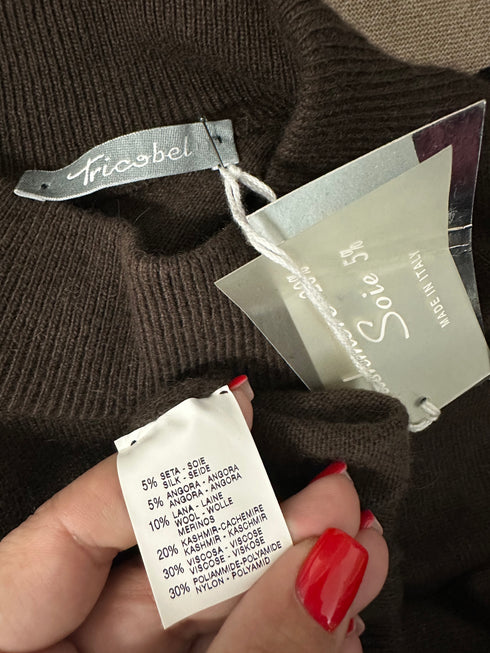 Tricobel
Soie 5%
MADE IN ITALY
5% SETA - SOIE
SILK - SEIDE
5% ANGORA - ANGORA
ANGORA - ANGORA
10% LANA - LAINE
WOOL - WOLLE
MERINOS
20% KASHMIR-CACHEMIRE
KASHMIR - KASCHMIR
30% VISCOSA - VISCOSE
VISCOSE - VISKOSE
30% POLIAMMIDE-POLYAMIDE
NYLON - POLYAMID